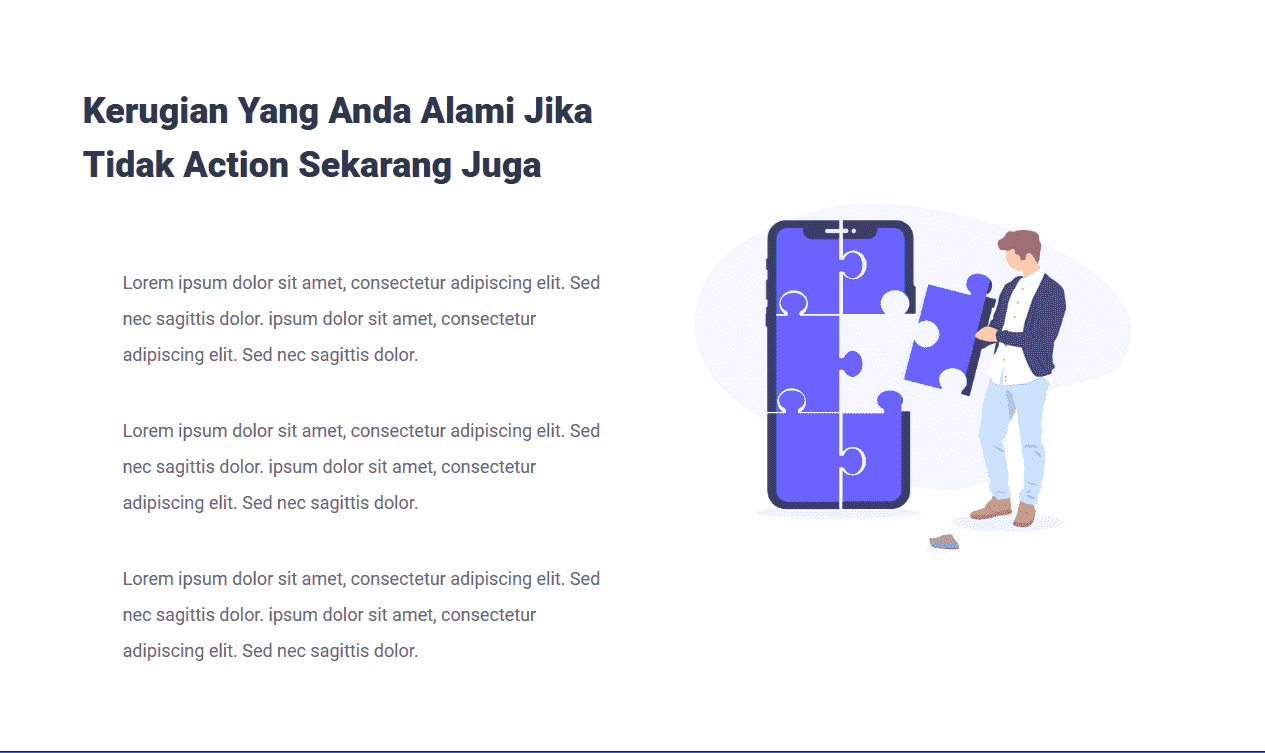 Kerugian Yang Anda Alami Jika
Tidak Action Sekarang Juga
Lorem ipsum dolor sit amet, consectetur adipiscing elit. Sed
nec sagittis dolor. ipsum dolor sit amet, consectetur
adipiscing elit. Sed nec sagittis dolor.
Lorem ipsum dolor sit amet, consectetur adipiscing elit. Sed
nec sagittis dolor. ipsum dolor sit amet, consectetur
adipiscing elit. Sed nec sagittis dolor.
Lorem ipsum dolor sit amet, consectetur adipiscing elit. Sed
nec sagittis dolor. ipsum dolor sit amet, consectetur
adipiscing elit. Sed nec sagittis dolor.